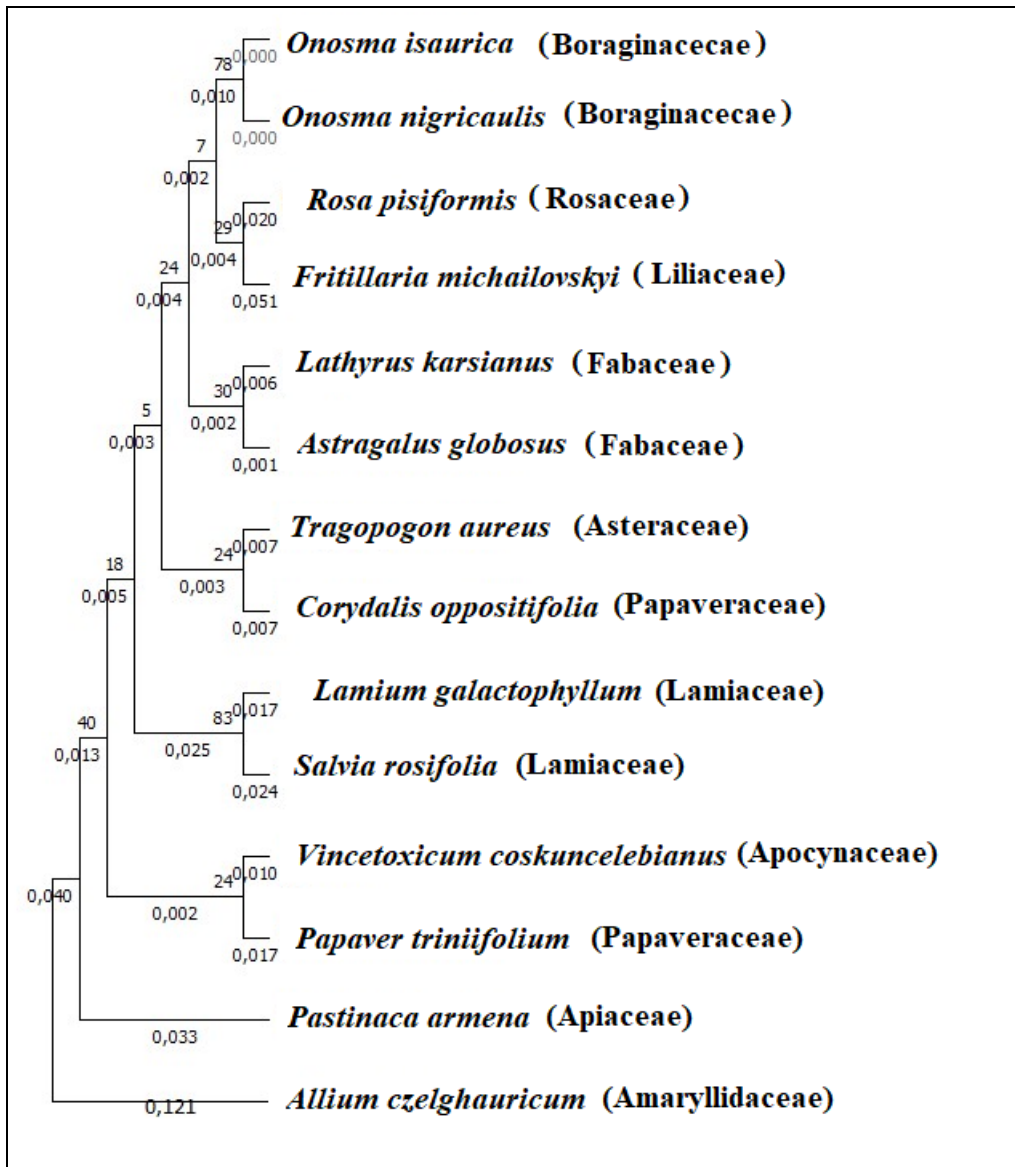 Onosma isaurica (Boraginacecae)
78 0,000
0,010
Onosma nigricaulis (Boraginacecae)
0,000
7
0,002
Rosa pisiformis (Rosaceae)
29 0,020
0,004
24
0,004
Fritillaria michailovskyi (Liliaceae)
0,051
Lathyrus karsianus (Fabaceae)
30 0,006
0,002
5
0,003
Astragalus globosus (Fabaceae)
0,001
Tragopogon aureus (Asteraceae)
24 0,007
18
0,005
0,003
Corydalis oppositifolia (Papaveraceae)
0,007
Lamium galactophyllum (Lamiaceae)
83 0,017
40
0,013
0,025
Salvia rosifolia (Lamiaceae)
0,024
Vincetoxicum coskuncelebianus (Apocynaceae)
24 0,010
0,040
0,002
Papaver triniifolium (Papaveraceae)
0,017
Pastinaca armena (Apiaceae)
0,033
Allium czelghauricum (Amaryllidaceae)
0,121